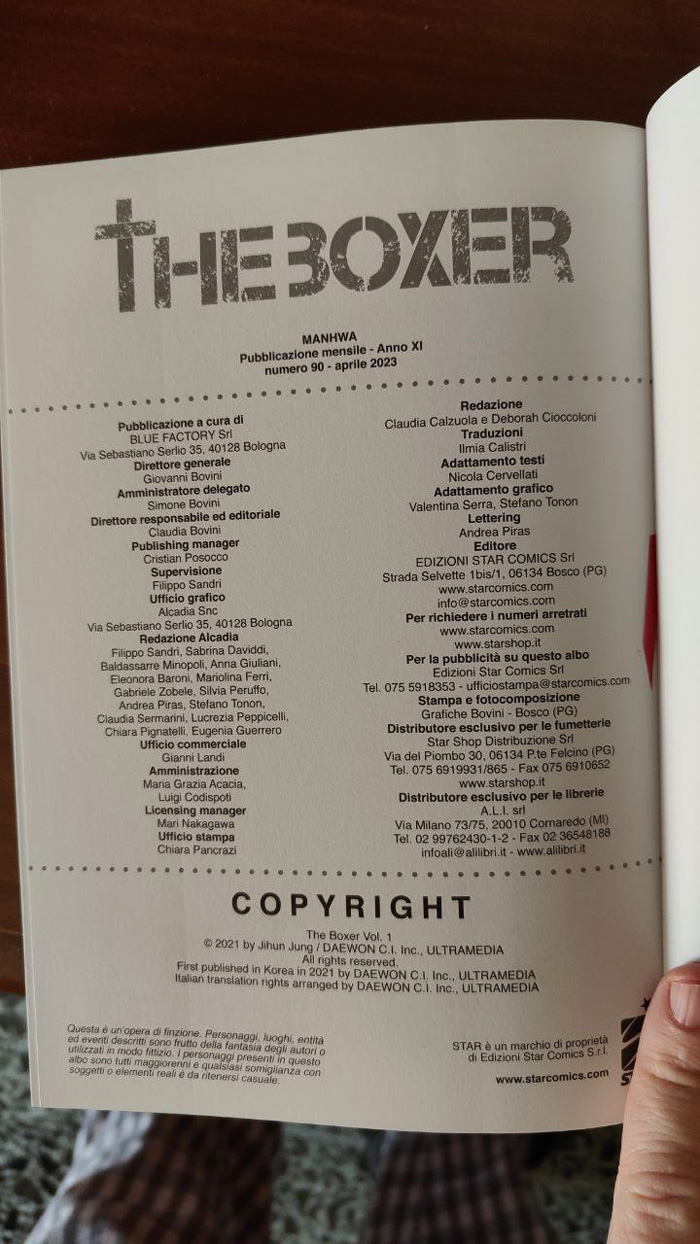 THE BOXER
MANHWA
Pubblicazione mensile - Anno XI
numero 90 - aprile 2023
Pubblicazione a cura di
BLUE FACTORY Srl
Via Sebastiano Serlio 35, 40128 Bologna
Direttore generale
Giovanni Bovini
Amministratore delegato
Simone Bovini
Direttore responsabile ed editoriale
Claudia Bovini
Publishing manager
Cristian Posocco
Supervisione
Filippo Sandri
Ufficio grafico
Alcadia Snc
Via Sebastiano Serlio 35, 40128 Bologna
Redazione Alcadia
Filippo Sandri, Sabrina Daviddi,
Baldassarre Minopoli, Anna Giuliani,
Eleonora Baroni, Mariolina Ferri,
Gabriele Zobele, Silvia Peruffo,
Andrea Piras, Stefano Tonon,
Claudia Sermarini, Lucrezia Peppicelli,
Chiara Pignatelli, Eugenia Guerrero
Ufficio commerciale
Gianni Landi
Amministrazione
Maria Grazia Acacia,
Luigi Codispoti
Licensing manager
Mari Nakagawa
Ufficio stampa
Chiara Pancrazi
Redazione
Claudia Calzuola e Deborah Cioccoloni
Traduzioni
Ilmia Calistri
Adattamento testi
Nicola Cervellati
Adattamento grafico
Valentina Serra, Stefano Tonon
Lettering
Andrea Piras
Editore
EDIZIONI STAR COMICS Srl
Strada Selvette 1bis/1, 06134 Bosco (PG)
www.starcomics.com
info@starcomics.com
Per richiedere i numeri arretrati
www.starcomics.com
www.starshop.it
Per la pubblicità su questo albo
Edizioni Star Comics Srl
Tel. 075 5918353 - ufficiostampa@starcomics.com
Stampa e fotocomposizione
Grafiche Bovini - Bosco (PG)
Distributore esclusivo per le fumetterie
Star Shop Distribuzione Srl
Via del Piombo 30, 06134 P.te Felcino (PG)
Tel. 075 6919931/865 - Fax 075 6910652
www.starshop.it
Distributore esclusivo per le librerie
A.L.I. srl
Via Milano 73/75, 20010 Cornaredo (MI)
Tel. 02 99762430-1-2 - Fax 02 36548188
infoali@alilibri.it - www.alilibri.it
COPYRIGHT
The Boxer Vol. 1
© 2021 by Jihun Jung / DAEWON C.I. Inc., ULTRAMEDIA
All rights reserved.
First published in Korea in 2021 by DAEWON C.I. Inc., ULTRAMEDIA
Italian translation rights arranged by DAEWON C.I. Inc., ULTRAMEDIA
Questa è un'opera di finzione. Personaggi, luoghi, entità
ed eventi descritti sono frutto della fantasia degli autori o
utilizzati in modo fittizio. I personaggi presenti in questo
albo sono tutti maggiorenni e qualsiasi somiglianza con
soggetti o elementi reali è da ritenersi casuale.
STAR è un marchio di proprietà
di Edizioni Star Comics S.r.l.
www.starcomics.com